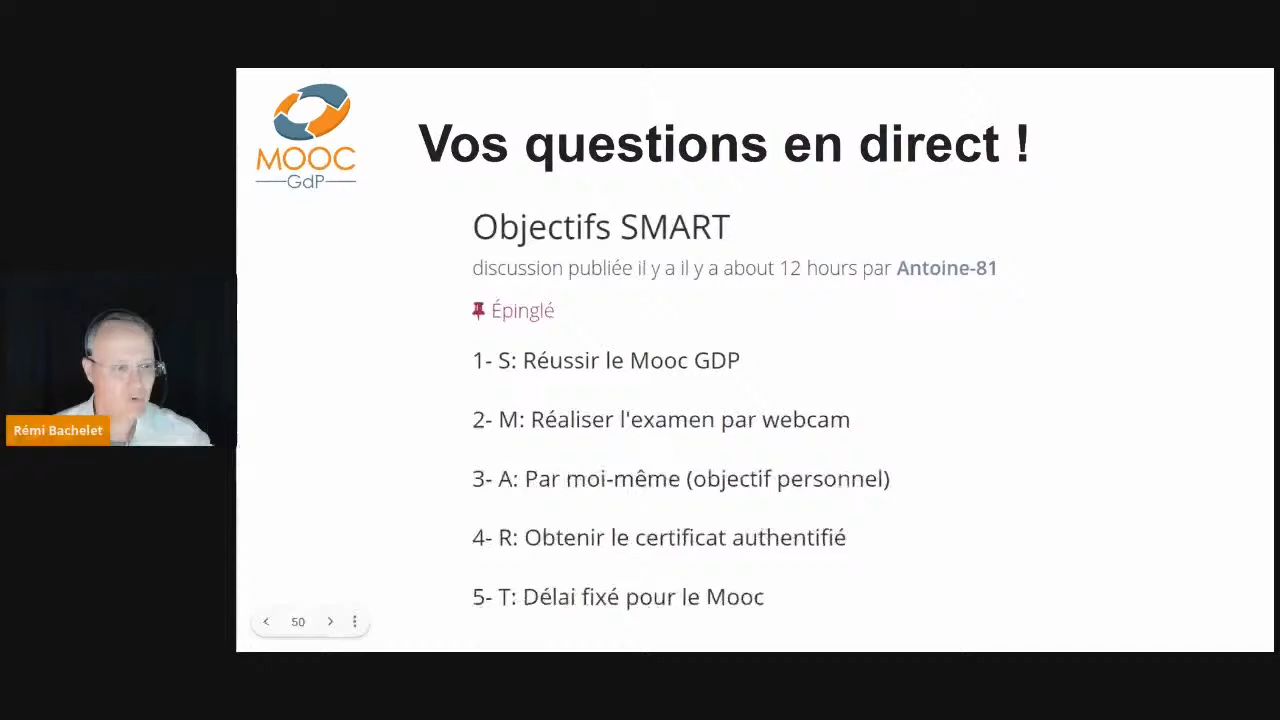 MOOC
GdP
Vos questions en direct !
Objectifs SMART
discussion publiée il y a il y a about 12 hours par Antoine-81
Épinglé
1- S: Réussir le Mooc GDP
2- M: Réaliser l'examen par webcam
3- A: Par moi-même (objectif personnel)
4- R: Obtenir le certificat authentifié
5- T: Délai fixé pour le Mooc
Rémi Bachelet
50